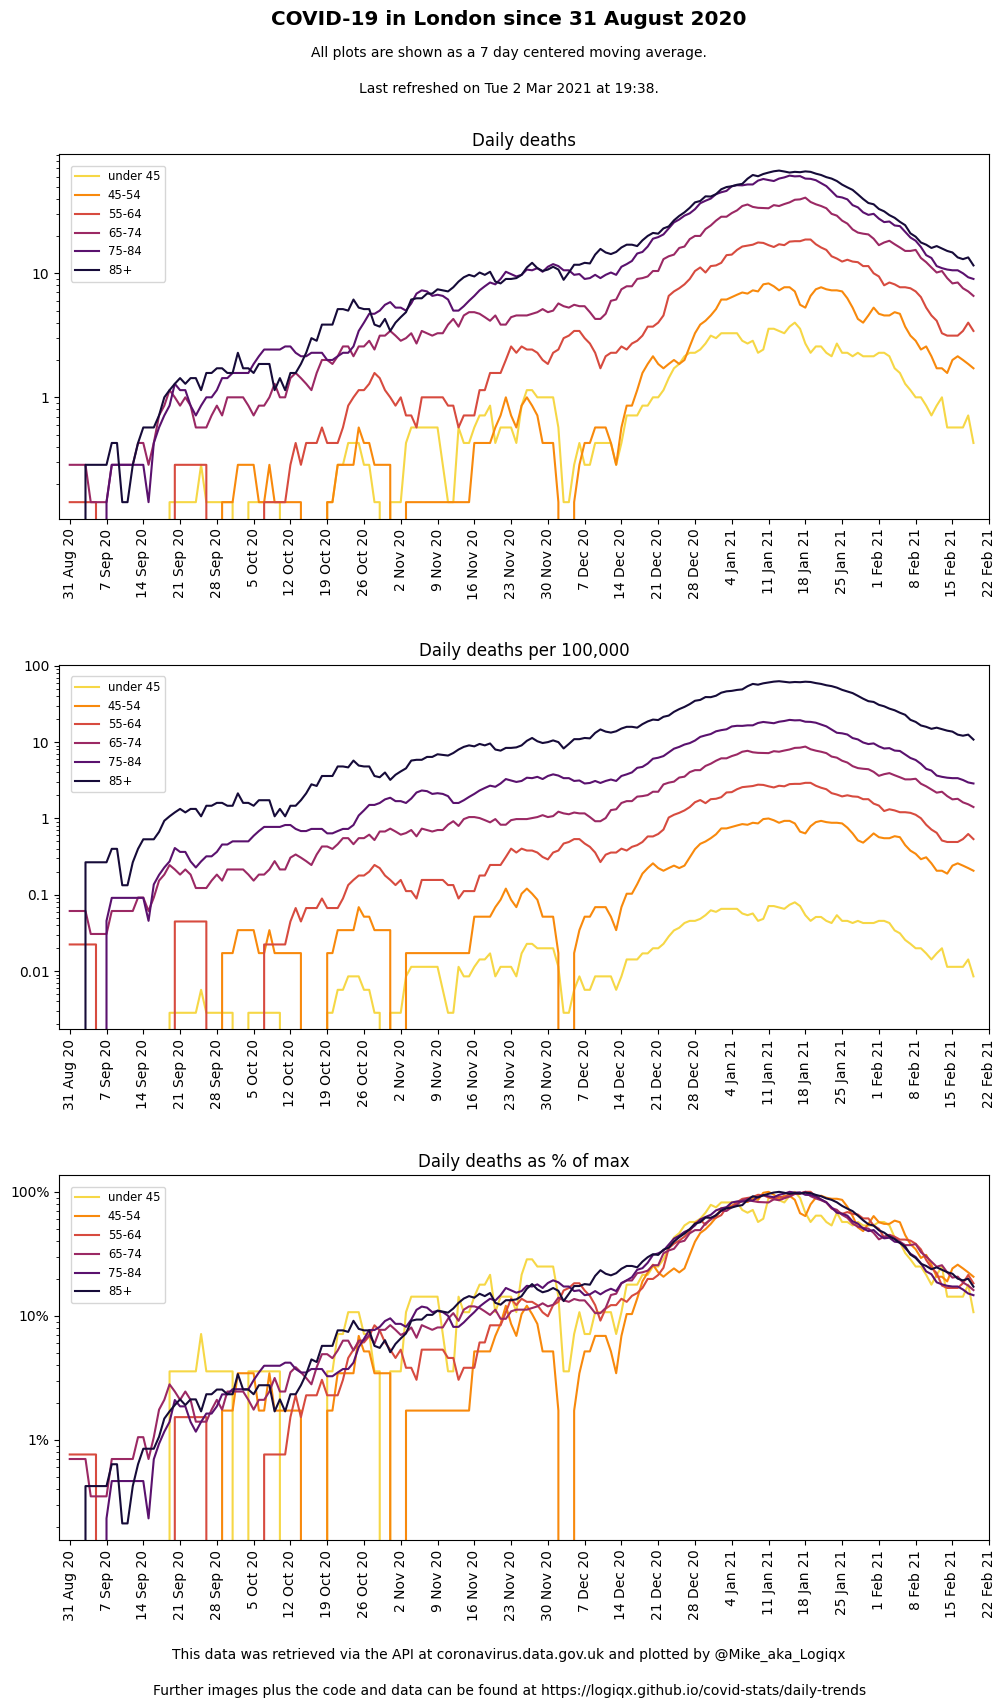 COVID-19 in London since 31 August 2020
All plots are shown as a 7 day centered moving average.
Last refreshed on Tue 2 Mar 2021 at 19:38.
Daily deaths
under 45
45-54
55-64
65-74
75-84
85+
10
1
31 Aug 20
7 Sep 20
14 Sep 20
21 Sep 20
28 Sep 20
5 Oct 20
12 Oct 20
19 Oct 20
26 Oct 20
2 Nov 20
9 Nov 20
16 Nov 20
23 Nov 20
30 Nov 20
7 Dec 20
14 Dec 20
21 Dec 20
28 Dec 20
4 Jan 21
11 Jan 21
18 Jan 21
25 Jan 21
1 Feb 21
8 Feb 21
15 Feb 21
22 Feb 21
Daily deaths per 100,000
under 45
45-54
55-64
65-74
75-84
85+
100
10
1
0.1
0.01
31 Aug 20
7 Sep 20
14 Sep 20
21 Sep 20
28 Sep 20
5 Oct 20
12 Oct 20
19 Oct 20
26 Oct 20
2 Nov 20
9 Nov 20
16 Nov 20
23 Nov 20
30 Nov 20
7 Dec 20
14 Dec 20
21 Dec 20
28 Dec 20
4 Jan 21
11 Jan 21
18 Jan 21
25 Jan 21
1 Feb 21
8 Feb 21
15 Feb 21
22 Feb 21
Daily deaths as % of max
under 45
45-54
55-64
65-74
75-84
85+
100%
10%
1%
31 Aug 20
7 Sep 20
14 Sep 20
21 Sep 20
28 Sep 20
5 Oct 20
12 Oct 20
19 Oct 20
26 Oct 20
2 Nov 20
9 Nov 20
16 Nov 20
23 Nov 20
30 Nov 20
7 Dec 20
14 Dec 20
21 Dec 20
28 Dec 20
4 Jan 21
11 Jan 21
18 Jan 21
25 Jan 21
1 Feb 21
8 Feb 21
15 Feb 21
22 Feb 21
This data was retrieved via the API at coronavirus.data.gov.uk and plotted by @Mike_aka_Logiqx
Further images plus the code and data can be found at https://logiqx.github.io/covid-stats/daily-trends